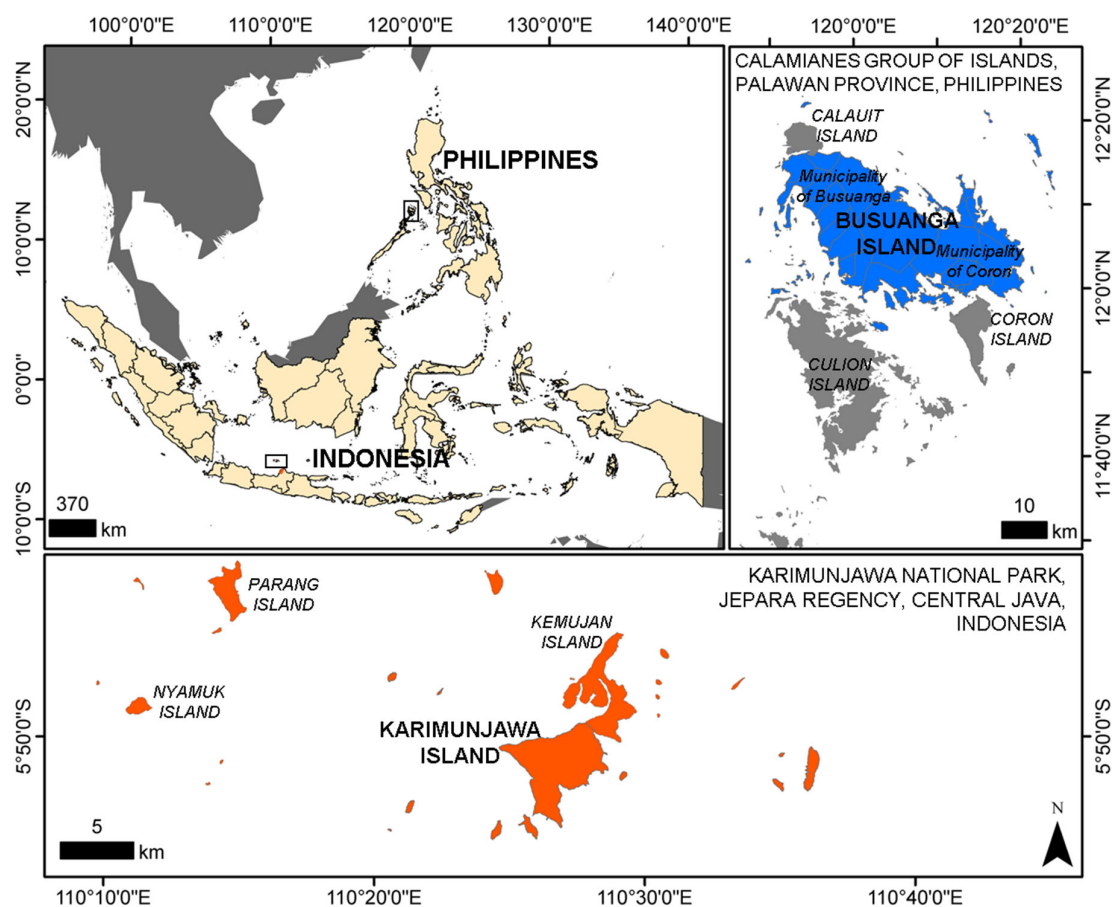 100°0'0"E
110°0'0"E
120°0'0"E
130°0'0"E
140°0'0"E
120°0'0"E
120°20'0"E
20°0'0"N
10°0'0"N
0°0'0"
10°0'0"S
PHILIPPINES
INDONESIA
370
km
CALAMIANES GROUP OF ISLANDS,
PALAWAN PROVINCE, PHILIPPINES
CALAUIT
ISLAND
Municipality
of Busuanga
BUSUANGA
ISLAND
Municipality
of Coron
CORON
ISLAND
CULION
ISLAND
10
km
12°20'0"N
12°0'0"N
11°40'0"N
KARIMUNJAWA NATIONAL PARK,
JEPARA REGENCY, CENTRAL JAVA,
INDONESIA
PARANG
ISLAND
KEMUJAN
ISLAND
NYAMUK
ISLAND
KARIMUNJAWA
ISLAND
5°50'0"S
5°50'0"S
5
km
N
110°10'0"E
110°20'0"E
110°30'0"E
110°40'0"E